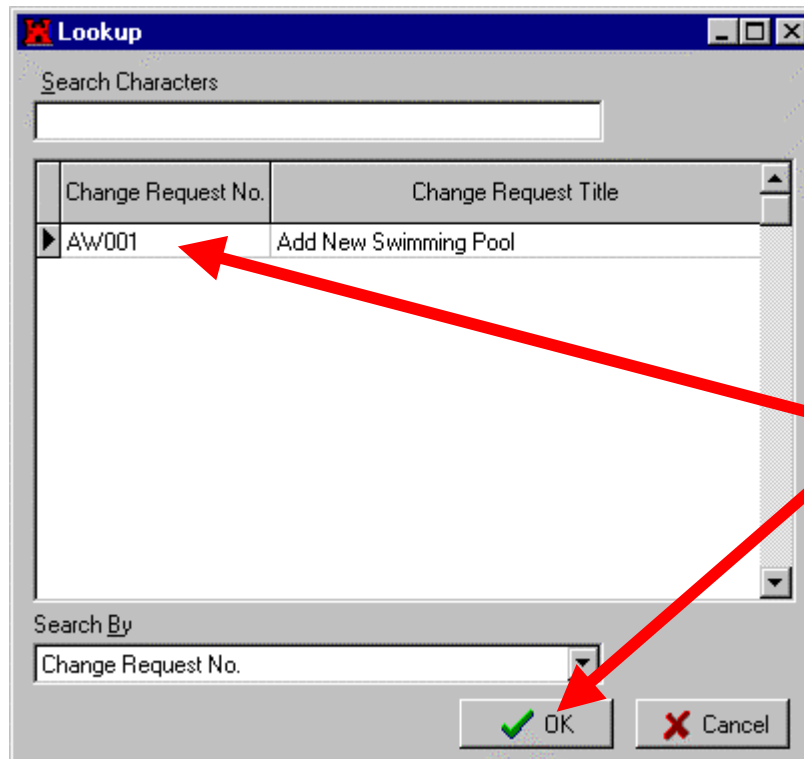 Lookup
Search Characters
Change Request No. Change Request Title
AW001 Add New Swimming Pool
Search By
Change Request No.
OK Cancel